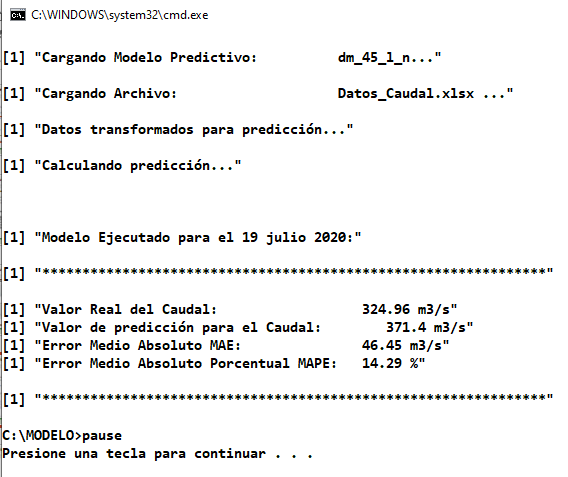 C:\WINDOWS\system32\cmd.exe
[1] "Cargando Modelo Predictivo:          dm_45_l_n..."
[1] "Cargando Archivo:                    Datos_Caudal.xlsx ..."
[1] "Datos transformados para predicción..."
[1] "Calculando predicción..."
[1] "Modelo Ejecutado para el 19 julio 2020:"
[1] "**************************************************************"
[1] "Valor Real del Caudal:                  324.96 m3/s"
[1] "Valor de predicción para el Caudal:        371.4 m3/s"
[1] "Error Medio Absoluto MAE:               46.45 m3/s"
[1] "Error Medio Absoluto Porcentual MAPE:   14.29 %"
[1] "**************************************************************"
C:\MODELO>pause
Presione una tecla para continuar . . .